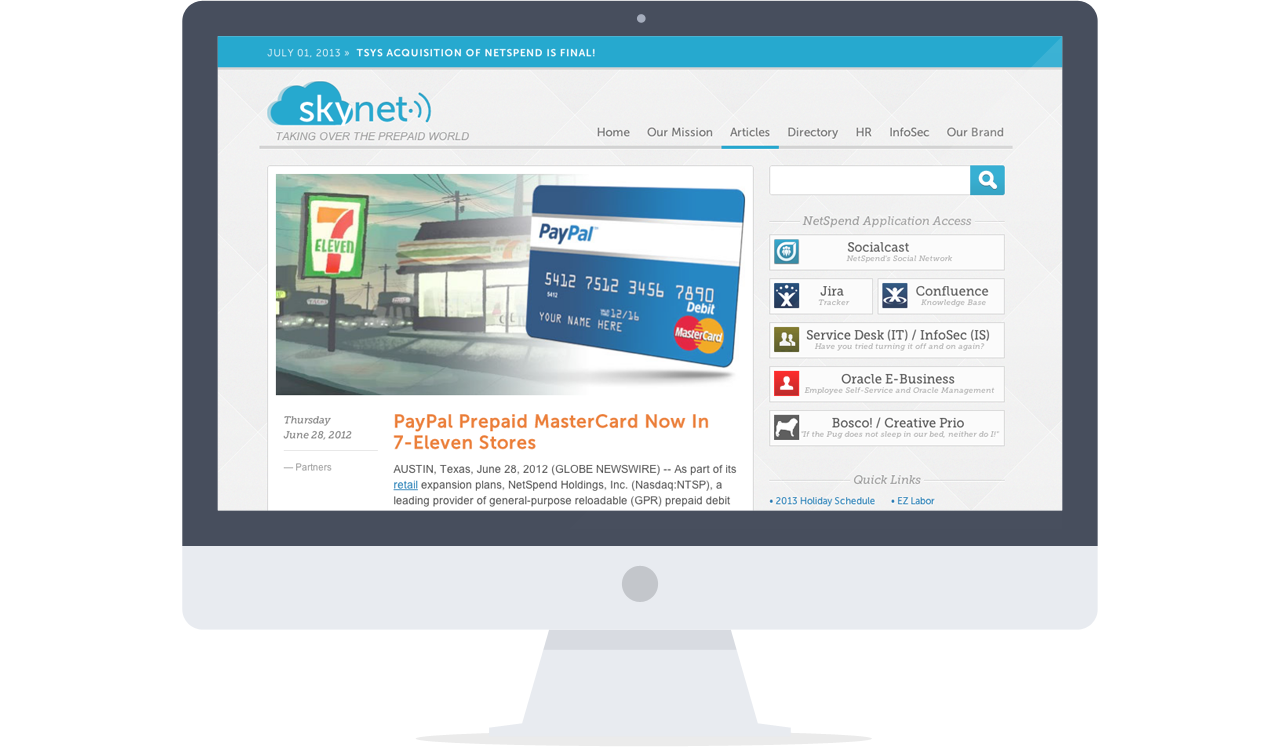 JULY 01, 2013 » TSYS ACQUISITION OF NETSPEND IS FINAL!
skynet
TAKING OVER THE PREPAID WORLD
Home Our Mission Articles Directory HR InfoSec Our Brand
7
ELEVEN
PayPal™
5412 7512 3456 7890
5412
12/16
YOUR NAME HERE
Debit
MasterCard
Thursday
June 28, 2012
— Partners
PayPal Prepaid MasterCard Now In
7-Eleven Stores
AUSTIN, Texas, June 28, 2012 (GLOBE NEWSWIRE) -- As part of its
retail expansion plans, NetSpend Holdings, Inc. (Nasdaq:NTSP), a
leading provider of general-purpose reloadable (GPR) prepaid debit
NetSpend Application Access
Socialcast
NetSpend's Social Network
Jira
Tracker
Confluence
Knowledge Base
Service Desk (IT) / InfoSec (IS)
Have you tried turning it off and on again?
Oracle E-Business
Employee Self-Service and Oracle Management
Bosco! / Creative Prio
"If the Pug does not sleep in our bed, neither do I!"
Quick Links
• 2013 Holiday Schedule • EZ Labor